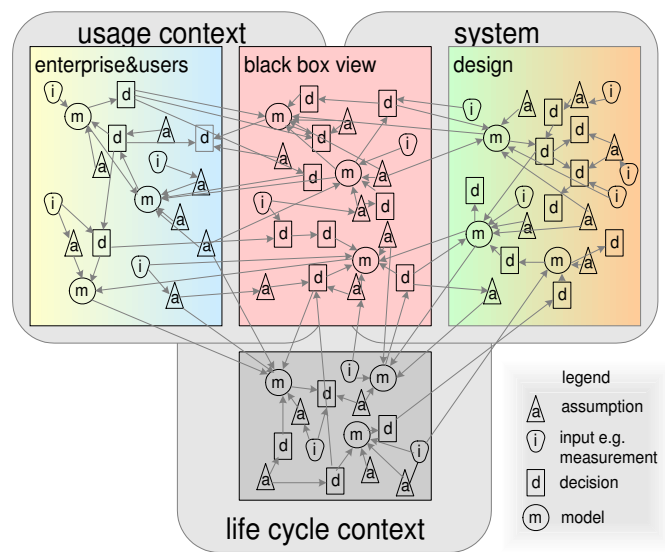 usage context
system
enterprise&users
black box view
design
i
m
d
d
a
d
a
i
a
m
i
a
a
d
a
i
a
m
d
d
m
d
a
i
d
m
a
i
a
d
a
d
d
m
a
d
a
d
i
a
a
i
d
m
d
d
a
i
d
i
d
i
d
a
m
a
d
m
a
d
a
d
m
d
i
m
a
a
d
i
m
d
i
a
d
a
a
life cycle context
legend
a
assumption
i
input e.g.
measurement
d
decision
m
model